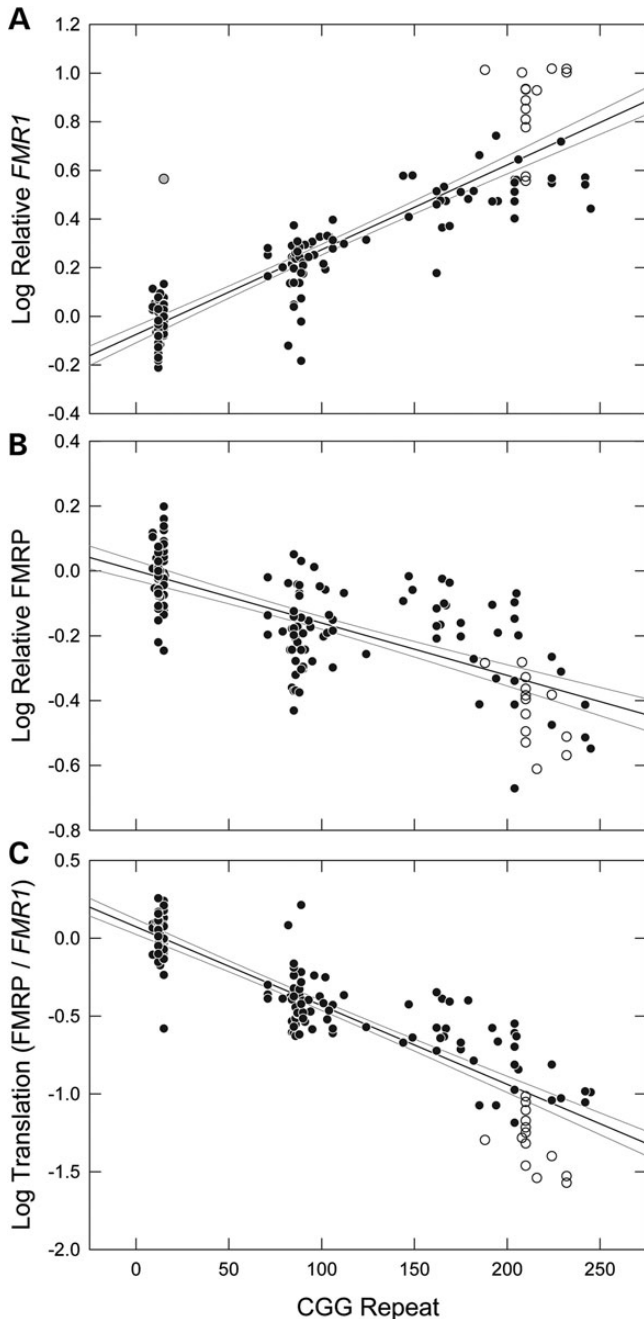 A
1.2
1.0
0.8
0.6
0.4
0.2
0.0
-0.2
-0.4
Log Relative FMR1
B
0.4
0.2
0.0
-0.2
-0.4
-0.6
-0.8
Log Relative FMRP
C
0.5
0.0
-0.5
-1.0
-1.5
-2.0
Log Translation (FMRP / FMR1)
0 50 100 150 200 250
CGG Repeat